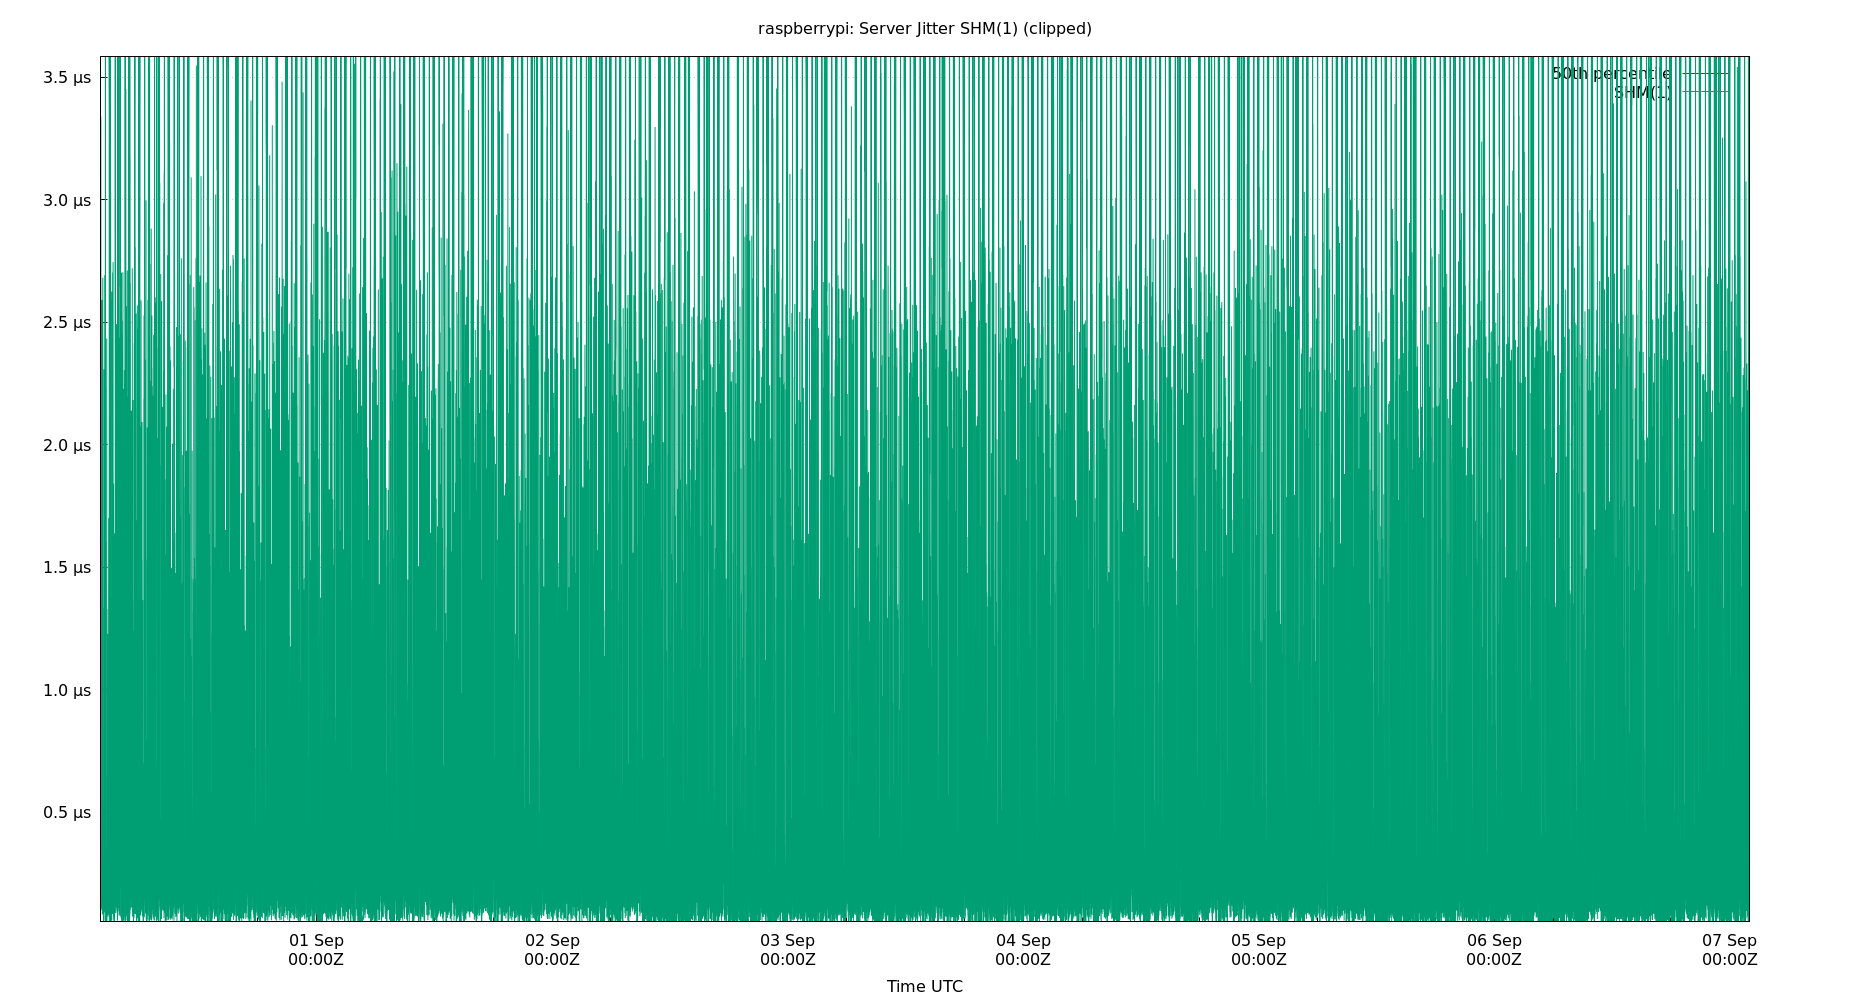 raspberrypi: Server Jitter SHM(1) (clipped)
3.5 µs
50th percentile
SHM(1)
3.0 µs
2.5 µs
2.0 µs
1.5 µs
1.0 µs
0.5 µs
01 Sep 02 Sep 03 Sep 04 Sep 05 Sep 06 Sep 07 Sep
00:00Z 00:00Z 00:00Z 00:00Z 00:00Z 00:00Z 00:00Z
Time UTC